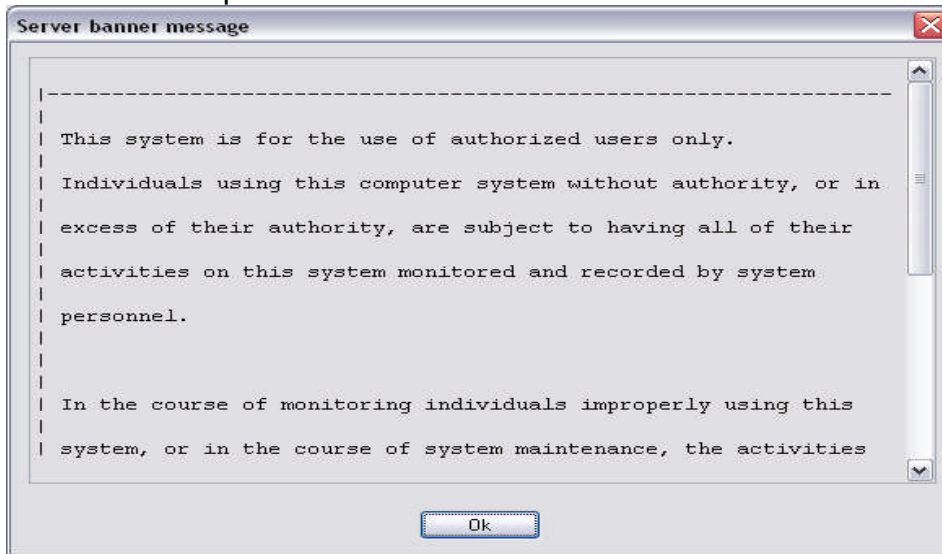 Server banner message
|-----------------------------------------------------------------
|
| This system is for the use of authorized users only.
|
| Individuals using this computer system without authority, or in
|
| excess of their authority, are subject to having all of their
|
| activities on this system monitored and recorded by system
|
| personnel.
|
|
|
| In the course of monitoring individuals improperly using this
|
| system, or in the course of system maintenance, the activities
Ok